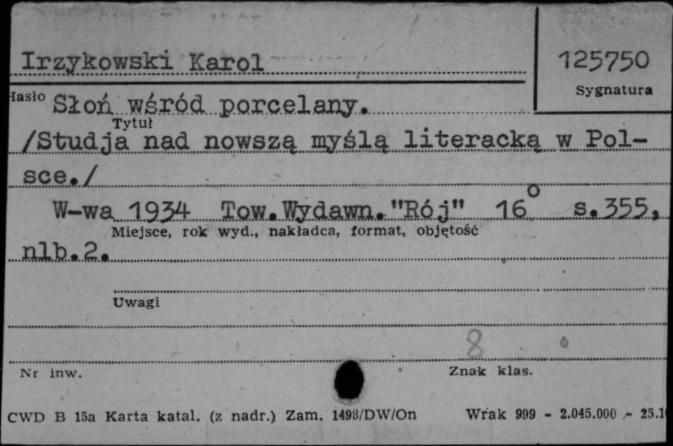 Irzykowski Karol
125750
Sygnatura
Hasło Słoń wśród porcelany.
Tytuł
/Studja nad nowszą myślą literacką w Pol-
sce./
W-wa 1934 Tow.Wydawn."Rój" 16° s.355,
Miejsce, rok wyd., nakładca, format, objętość
nlb.2.
Uwagi
8
Nr inw.
Znak klas.
CWD B 15a Karta katal. (z nadr.) Zam. 1498/DW/On Wrak 999 - 2.045.000 - 25.1